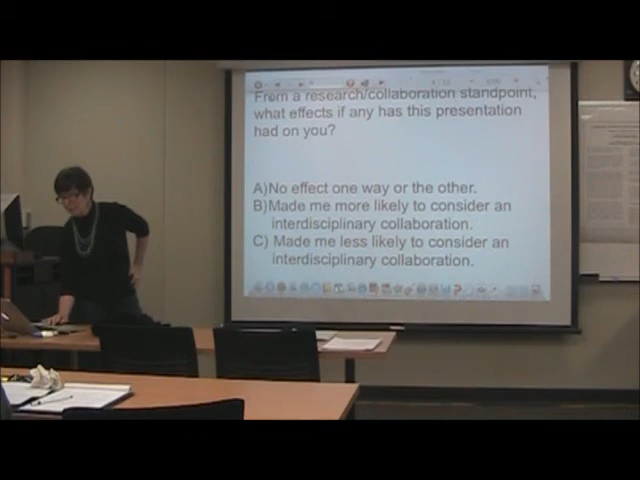 From a research/collaboration standpoint,
what effects if any has this presentation
had on you?
A)No effect one way or the other.
B)Made me more likely to consider an
interdisciplinary collaboration.
C) Made me less likely to consider an
interdisciplinary collaboration.